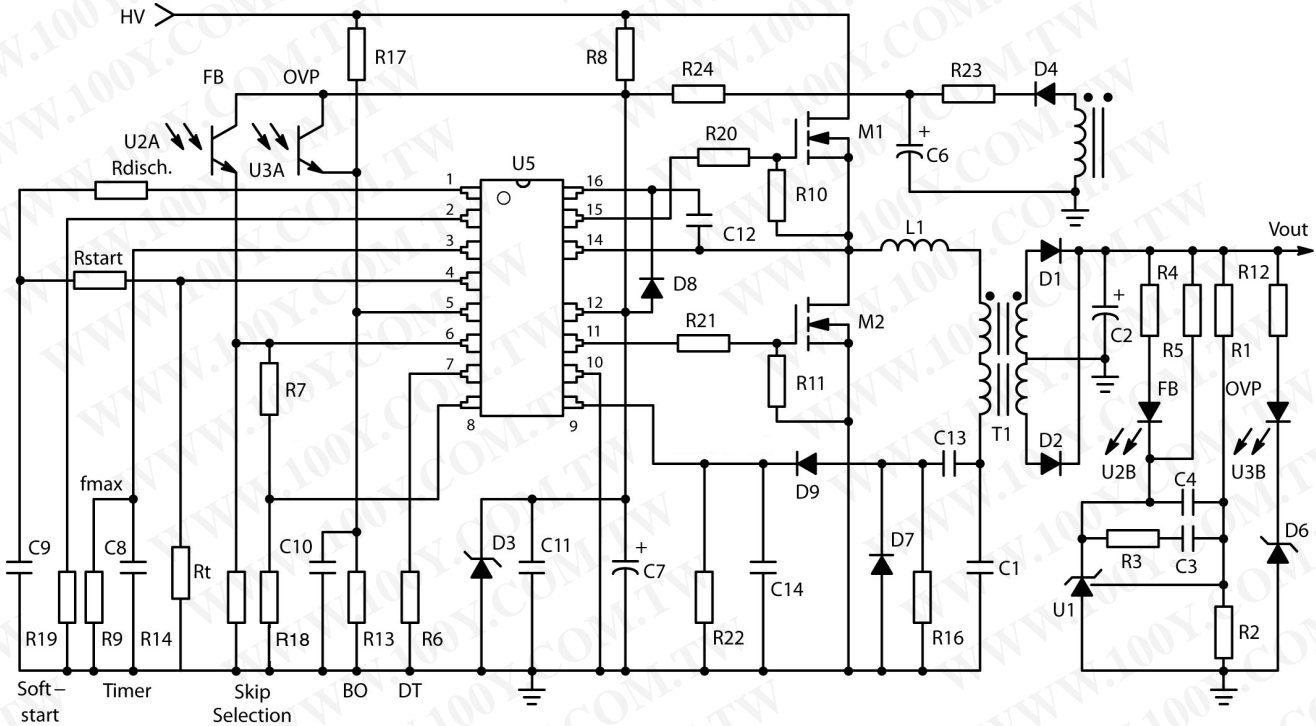 HV
R17
R8
FB
OVP
R24
R23
D4
U2A
U3A
R20
M1
C6
Rdisch.
U5
R10
1
16
2
15
C12
L1
Vout
3
14
Rstart
4
D8
D1
R4
R12
5
12
M2
C2
6
11
R21
R5
R1
7
10
R7
R11
FB
OVP
8
9
T1
C13
D2
U2B
U3B
D9
fmax
C4
C9
C8
C10
D3
C11
C7
D7
C1
D6
Rt
C14
R3
C3
U1
R19
R9
R14
R18
R13
R6
R22
R16
R2
Soft–
start
Timer
Skip
Selection
BO
DT
WWW.100Y.COM.TW